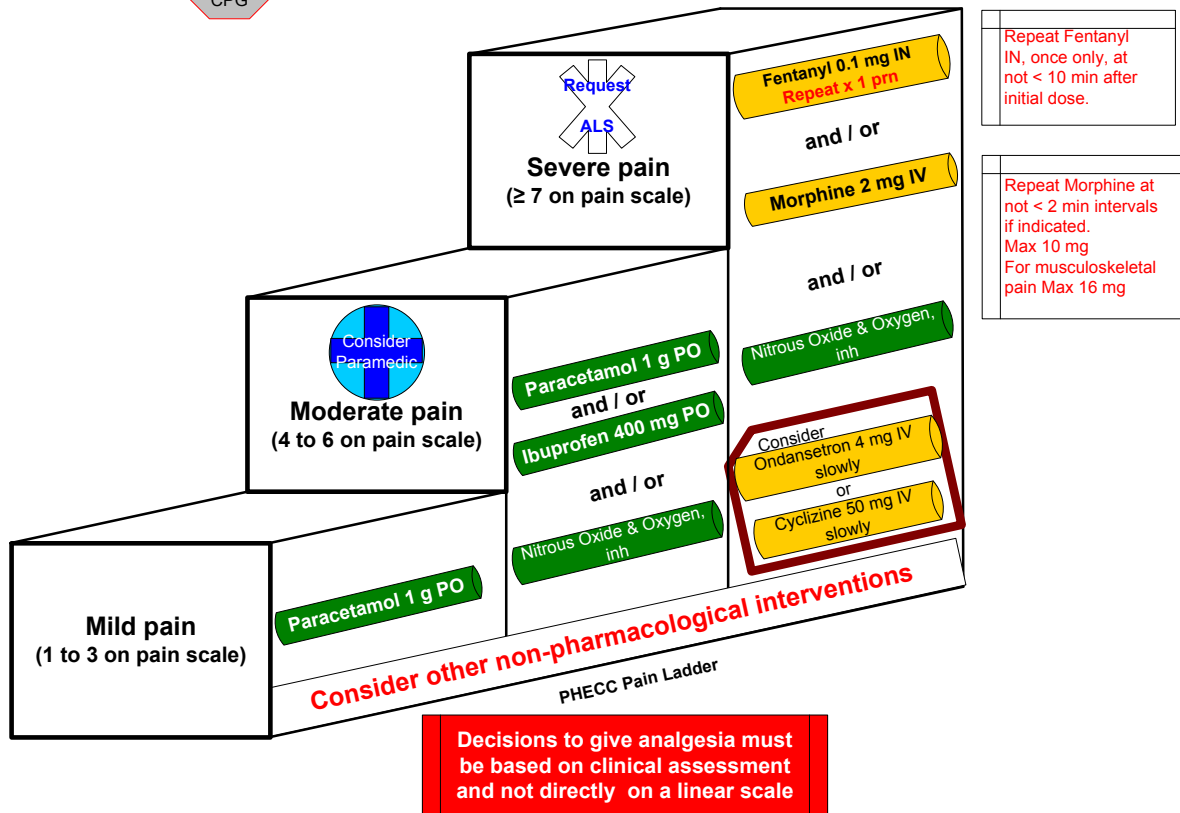 CPG
Request
ALS
Severe pain
(≥ 7 on pain scale)
Fentanyl 0.1 mg IN
Repeat x 1 prn
and / or
Morphine 2 mg IV
and / or
Nitrous Oxide & Oxygen,
inh
Consider
Ondansetron 4 mg IV
slowly
or
Cyclizine 50 mg IV
slowly
Repeat Fentanyl
IN, once only, at
not < 10 min after
initial dose.
Repeat Morphine at
not < 2 min intervals
if indicated.
Max 10 mg
For musculoskeletal
pain Max 16 mg
Consider
Paramedic
Moderate pain
(4 to 6 on pain scale)
Paracetamol 1 g PO
and / or
Ibuprofen 400 mg PO
and / or
Nitrous Oxide & Oxygen,
inh
Mild pain
(1 to 3 on pain scale)
Paracetamol 1 g PO
Consider other non-pharmacological interventions
PHECC Pain Ladder
Decisions to give analgesia must
be based on clinical assessment
and not directly  on a linear scale